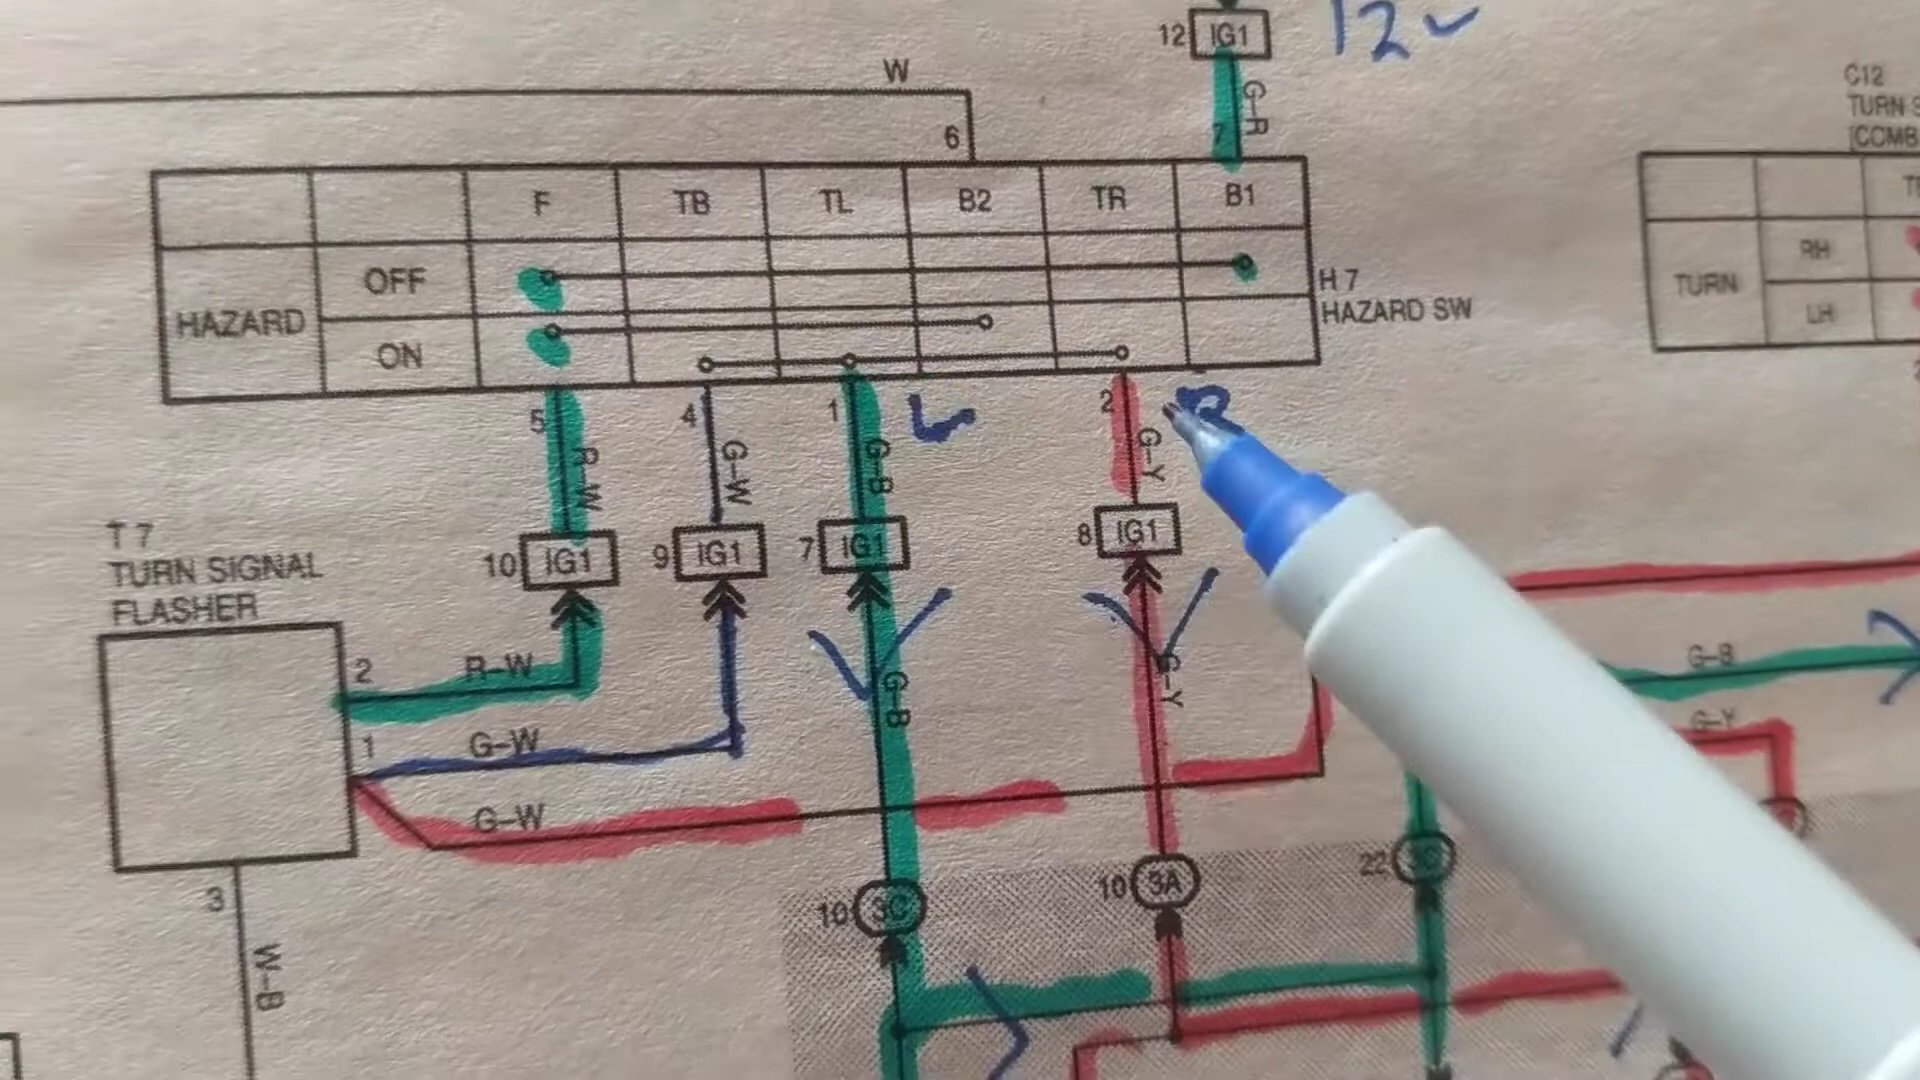 12 IG1
12 ~
W
G-R
6
7
C12
TURN S
[COMB
F TB TL B2 TR B1
HAZARD
OFF
ON
H 7
HAZARD SW
TURN
RH
LH
5
4
1
L
2
R
R-W
G-W
G-B
G-Y
10 IG1
9 IG1
7 IG1
8 IG1
T 7
TURN SIGNAL
FLASHER
2
R-W
1
G-W
G-W
3
W-B
G-B
G-Y
G-B
G-Y
10 3C
10 3A
22